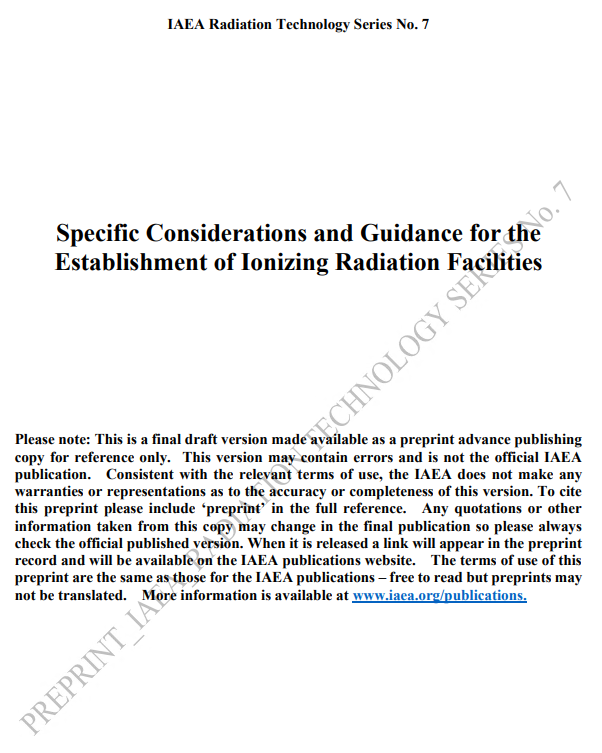 IAEA Radiation Technology Series No. 7
Specific Considerations and Guidance for the
Establishment of Ionizing Radiation Facilities
Please note: This is a final draft version made available as a preprint advance publishing
copy for reference only. This version may contain errors and is not the official IAEA
publication. Consistent with the relevant terms of use, the IAEA does not make any
warranties or representations as to the accuracy or completeness of this version. To cite
this preprint please include ‘preprint’ in the full reference. Any quotations or other
information taken from this copy may change in the final publication so please always
check the official published version. When it is released a link will appear in the preprint
record and will be available on the IAEA publications website. The terms of use of this
preprint are the same as those for the IAEA publications – free to read but preprints may
not be translated. More information is available at www.iaea.org/publications.
PREPRINT_IAEA_RADIATION TECHNOLOGY SERIES No. 7